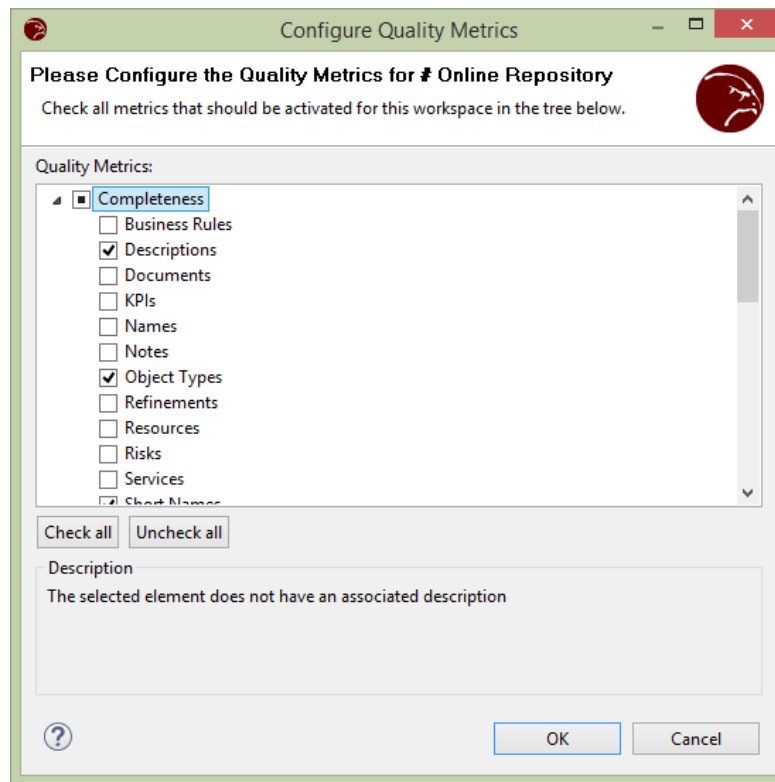 Configure Quality Metrics
Please Configure the Quality Metrics for # Online Repository
Check all metrics that should be activated for this workspace in the tree below.
Quality Metrics:
Completeness
Business Rules
Descriptions
Documents
KPIs
Names
Notes
Object Types
Refinements
Resources
Risks
Services
Short Names
Check all Uncheck all
Description
The selected element does not have an associated description
? OK Cancel